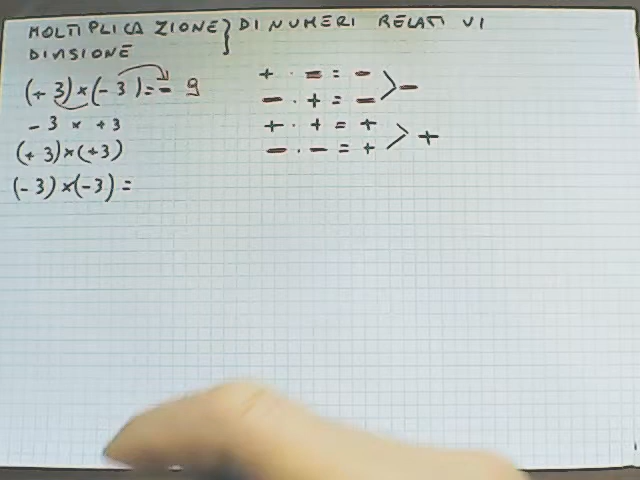 MOLTIPLICAZIONE } DI NUMERI RELATIVI
DIVISIONE
(+3)×(-3)=- 9
-3 × +3
(+3)×(+3)
(-3)×(-3)=
+ · - = - > -
- · + = -
+ · + = + > +
- · - = +